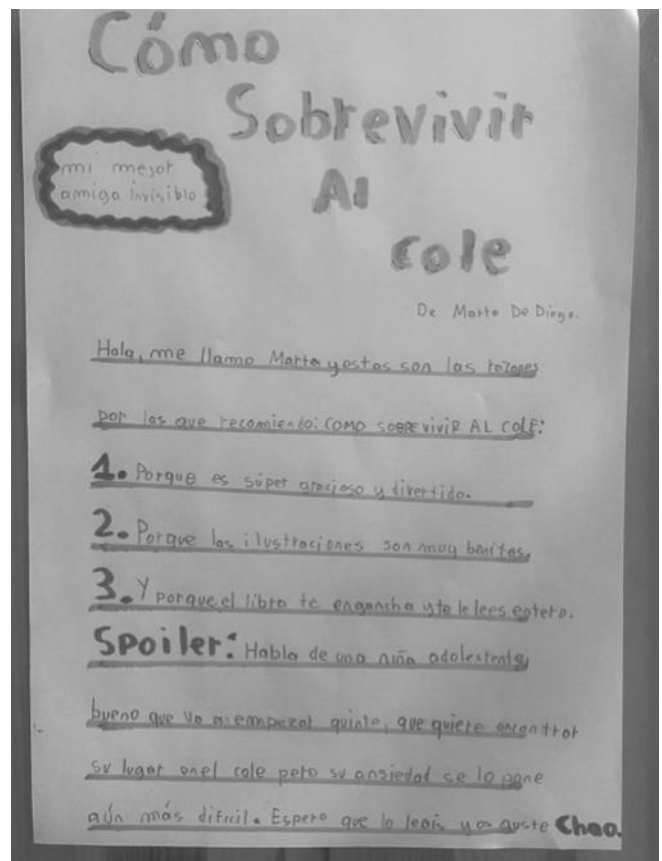 Cómo
Sobrevivir
Al
cole
mi mejor
amigo invisible
De Marta De Diego.
Hola, me llamo Marta y estas son las razones
por las que recomiendo: COMO SOBREVIVIR AL COLE:
1. Porque es súper gracioso y divertido.
2. Porque las ilustraciones son muy bonitas.
3. Y porque el libro te engancha y te le lees entero.
Spoiler: Habla de una niña adolestente,
bueno que va a empezar quinto, que quiere encontrar
su lugar en el cole pero su ansiedad se lo pone
aún más dificil. Espero que lo leais y os guste Chao.